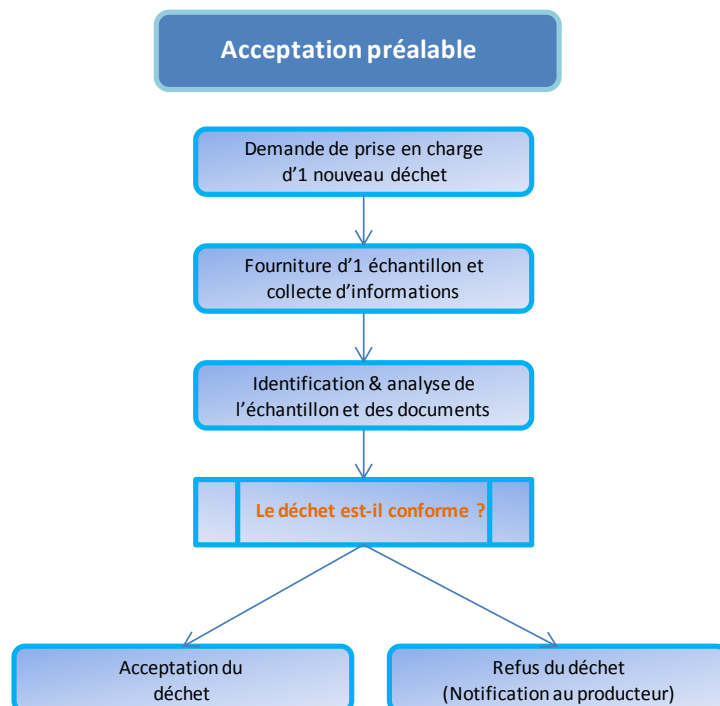 Acceptation préalable
Demande de prise en charge
d'1 nouveau déchet
Fourniture d'1 échantillon et
collecte d'informations
Identification & analyse de
l'échantillon et des documents
Le déchet est-il conforme ?
Acceptation du
déchet
Refus du déchet
(Notification au producteur)